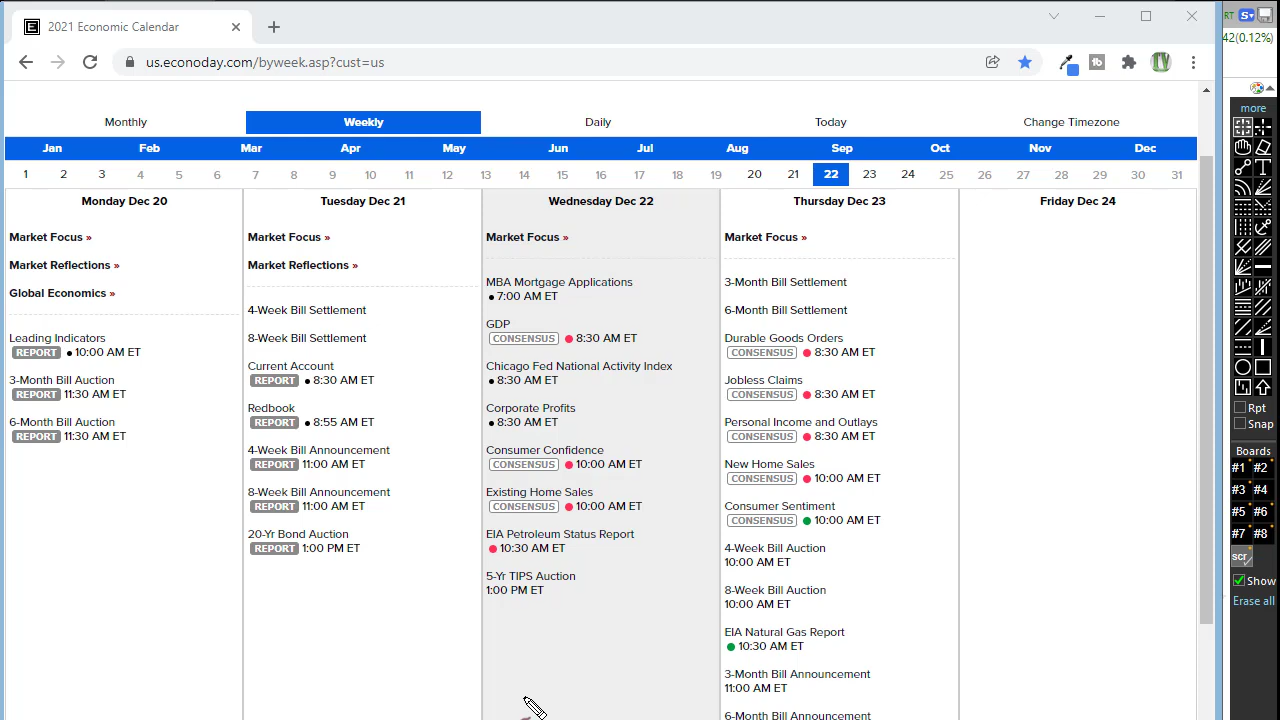 2021 Economic Calendar
us.econoday.com/byweek.asp?cust=us
RT
42(0.12%)
Monthly Weekly Daily Today Change Timezone
Jan Feb Mar Apr May Jun Jul Aug Sep Oct Nov Dec
1 2 3 4 5 6 7 8 9 10 11 12 13 14 15 16 17 18 19 20 21 22 23 24 25 26 27 28 29 30 31
Monday Dec 20
Market Focus »
Market Reflections »
Global Economics »
Leading Indicators
REPORT • 10:00 AM ET
3-Month Bill Auction
REPORT 11:30 AM ET
6-Month Bill Auction
REPORT 11:30 AM ET
Tuesday Dec 21
Market Focus »
Market Reflections »
4-Week Bill Settlement
8-Week Bill Settlement
Current Account
REPORT • 8:30 AM ET
Redbook
REPORT • 8:55 AM ET
4-Week Bill Announcement
REPORT 11:00 AM ET
8-Week Bill Announcement
REPORT 11:00 AM ET
20-Yr Bond Auction
REPORT 1:00 PM ET
Wednesday Dec 22
Market Focus »
MBA Mortgage Applications
• 7:00 AM ET
GDP
CONSENSUS • 8:30 AM ET
Chicago Fed National Activity Index
• 8:30 AM ET
Corporate Profits
• 8:30 AM ET
Consumer Confidence
CONSENSUS • 10:00 AM ET
Existing Home Sales
CONSENSUS • 10:00 AM ET
EIA Petroleum Status Report
• 10:30 AM ET
5-Yr TIPS Auction
1:00 PM ET
Thursday Dec 23
Market Focus »
3-Month Bill Settlement
6-Month Bill Settlement
Durable Goods Orders
CONSENSUS • 8:30 AM ET
Jobless Claims
CONSENSUS • 8:30 AM ET
Personal Income and Outlays
CONSENSUS • 8:30 AM ET
New Home Sales
CONSENSUS • 10:00 AM ET
Consumer Sentiment
CONSENSUS • 10:00 AM ET
4-Week Bill Auction
10:00 AM ET
8-Week Bill Auction
10:00 AM ET
EIA Natural Gas Report
• 10:30 AM ET
3-Month Bill Announcement
11:00 AM ET
6-Month Bill Announcement
Friday Dec 24
more
Rpt
Snap
Boards
#1 #2
#3 #4
#5 #6
#7 #8
scr
Show
Erase all